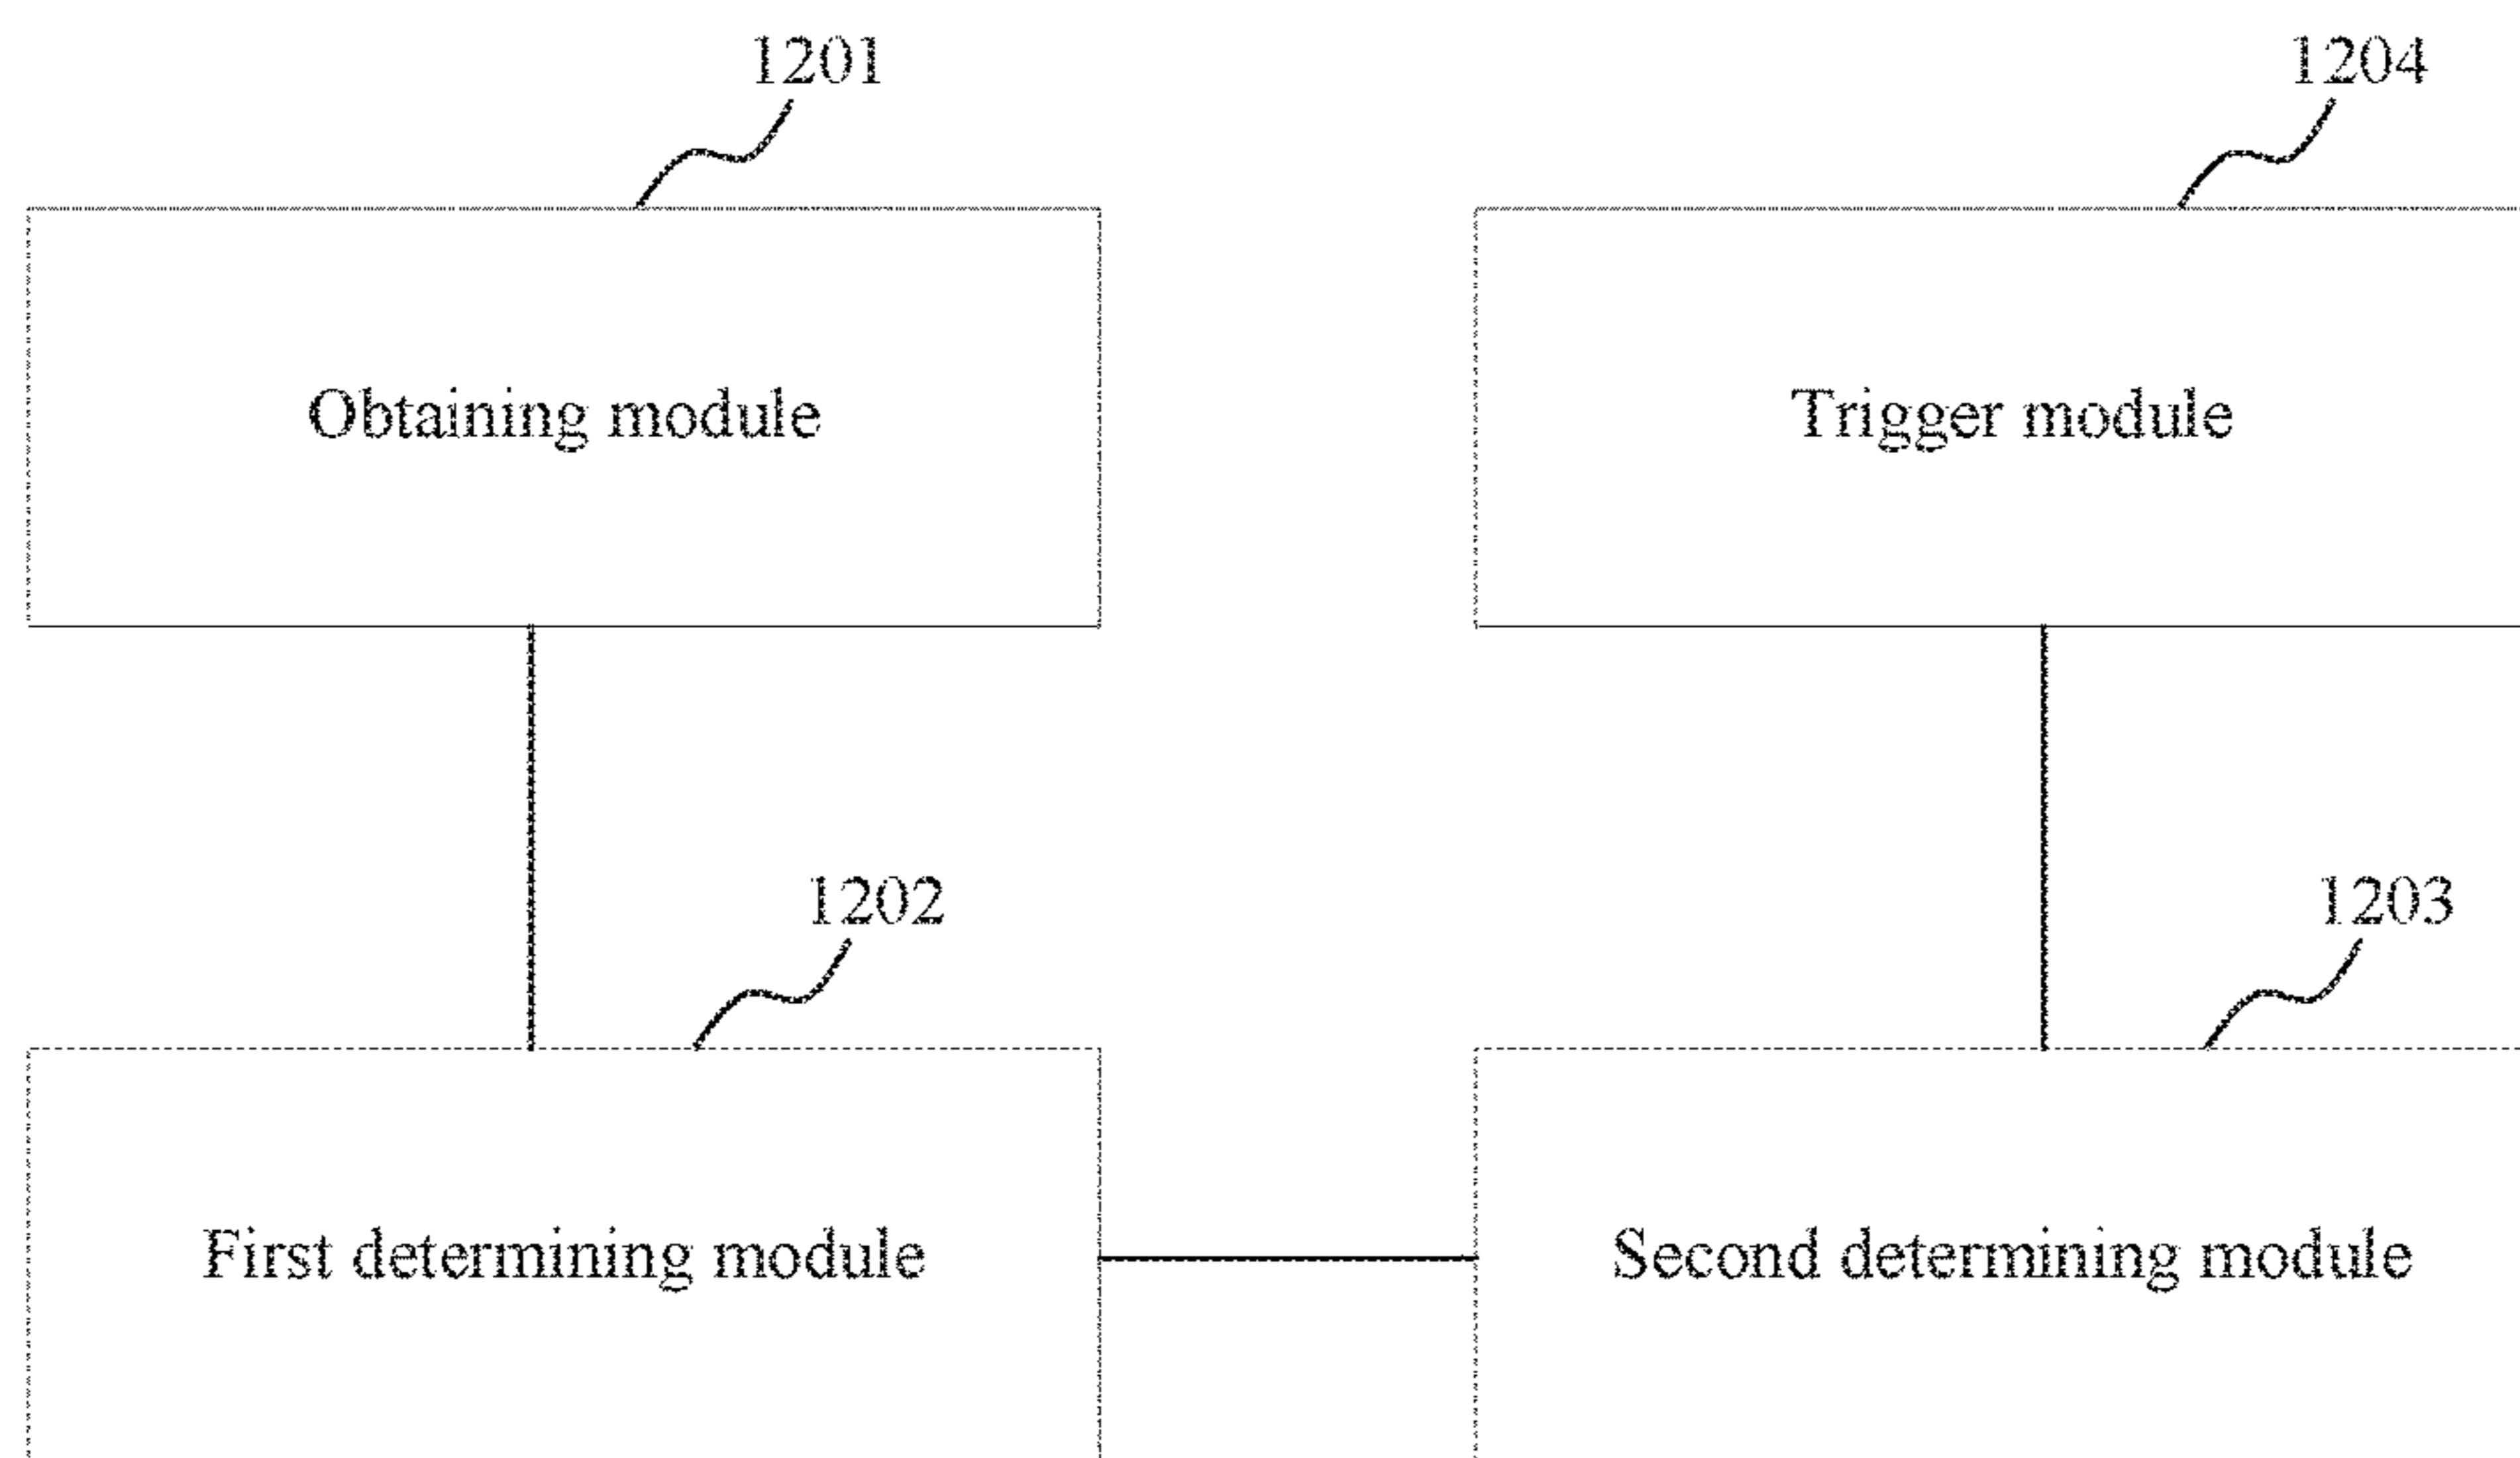 1201
1204
Obtaining module
Trigger module
1202
1203
First determining module
Second determining module